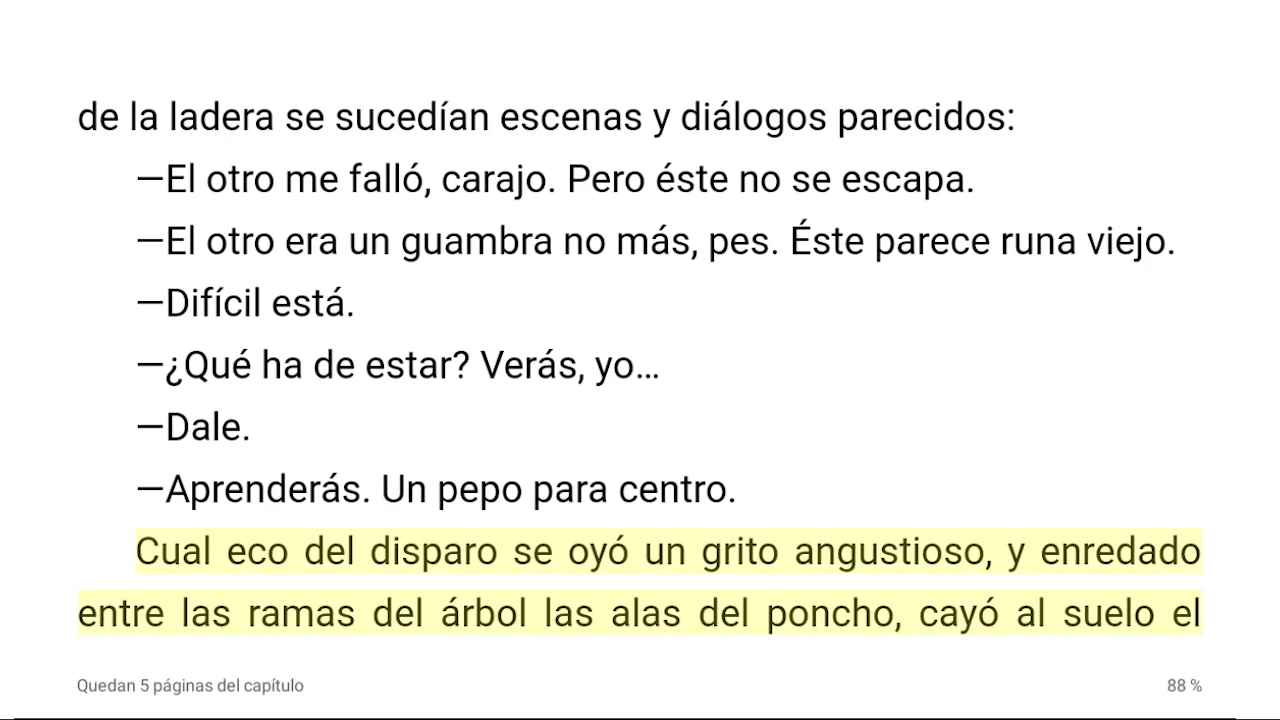 de la ladera se sucedían escenas y diálogos parecidos:
—El otro me falló, carajo. Pero éste no se escapa.
—El otro era un guambra no más, pes. Éste parece runa viejo.
—Difícil está.
—¿Qué ha de estar? Verás, yo…
—Dale.
—Aprenderás. Un pepo para centro.
Cual eco del disparo se oyó un grito angustioso, y enredado
entre las ramas del árbol las alas del poncho, cayó al suelo el
Quedan 5 páginas del capítulo
88 %